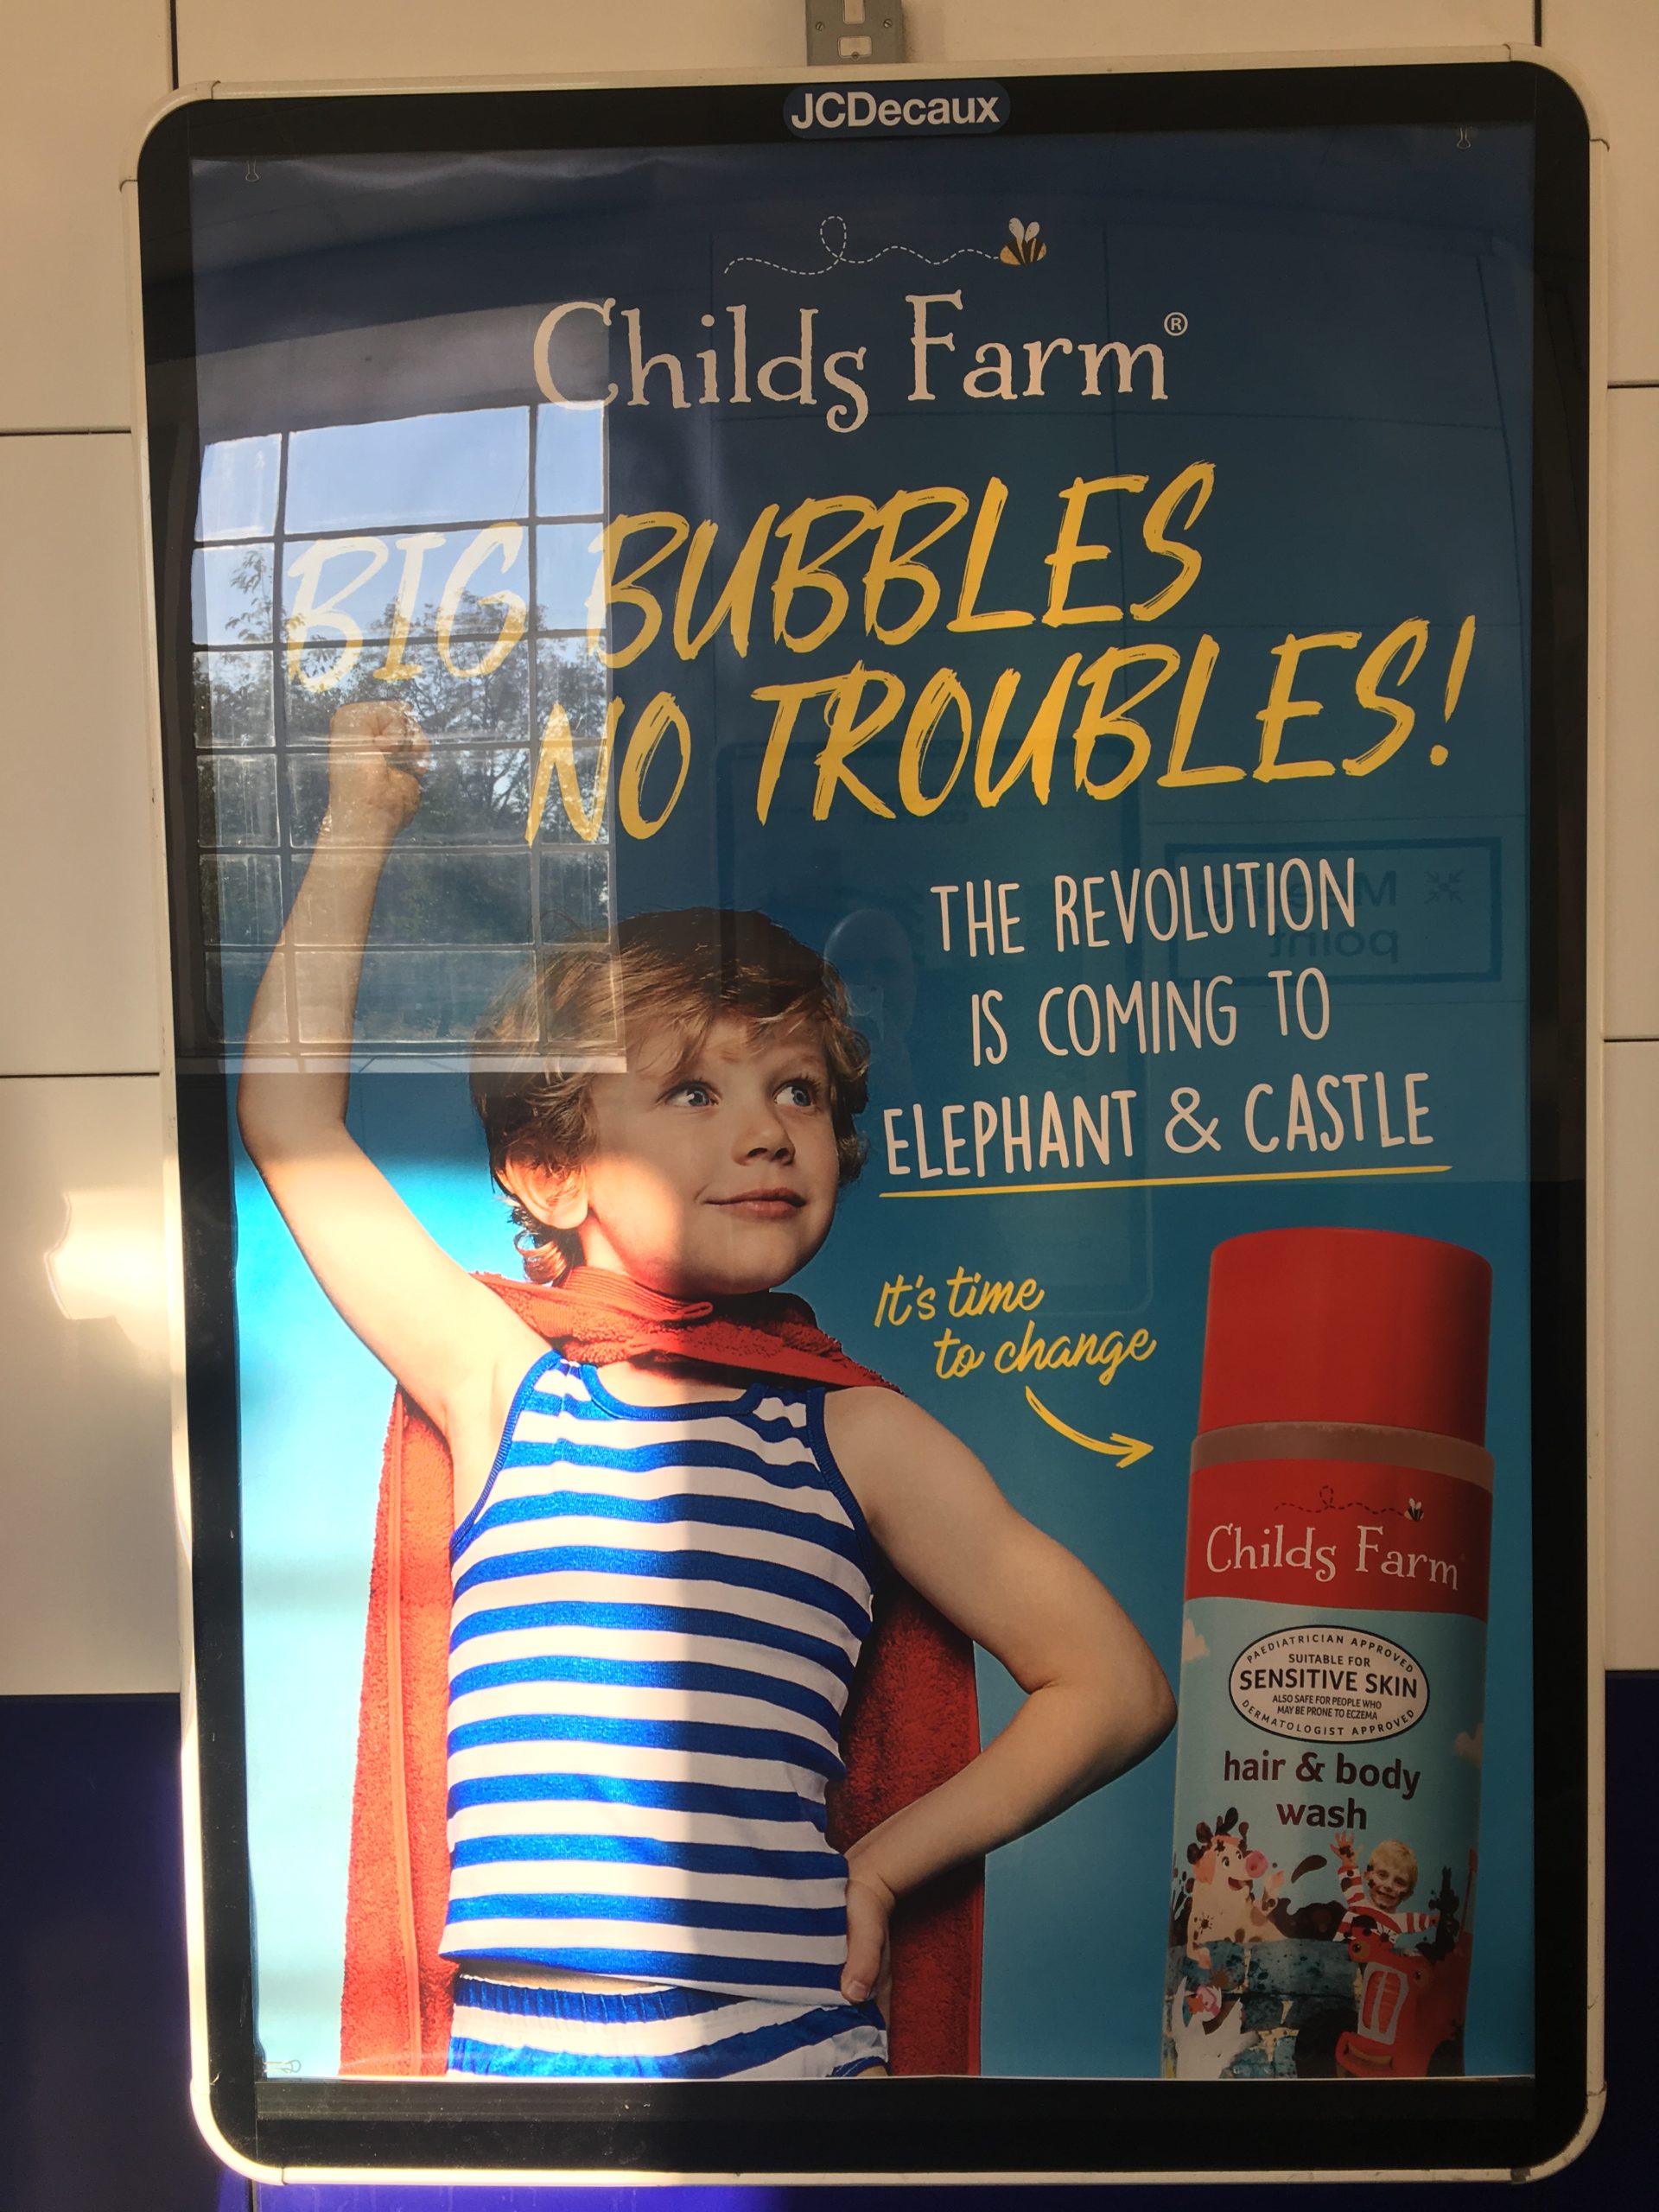 JCDecaux
Childs Farm®
BIG BUBBLES
NO TROUBLES!
THE REVOLUTION
IS COMING TO
ELEPHANT & CASTLE
It's time
to change
Childs Farm
PAEDIATRICIAN APPROVED
SUITABLE FOR
SENSITIVE SKIN
ALSO SAFE FOR PEOPLE WHO
MAY BE PRONE TO ECZEMA
DERMATOLOGIST APPROVED
hair & body
wash
Meeting
point